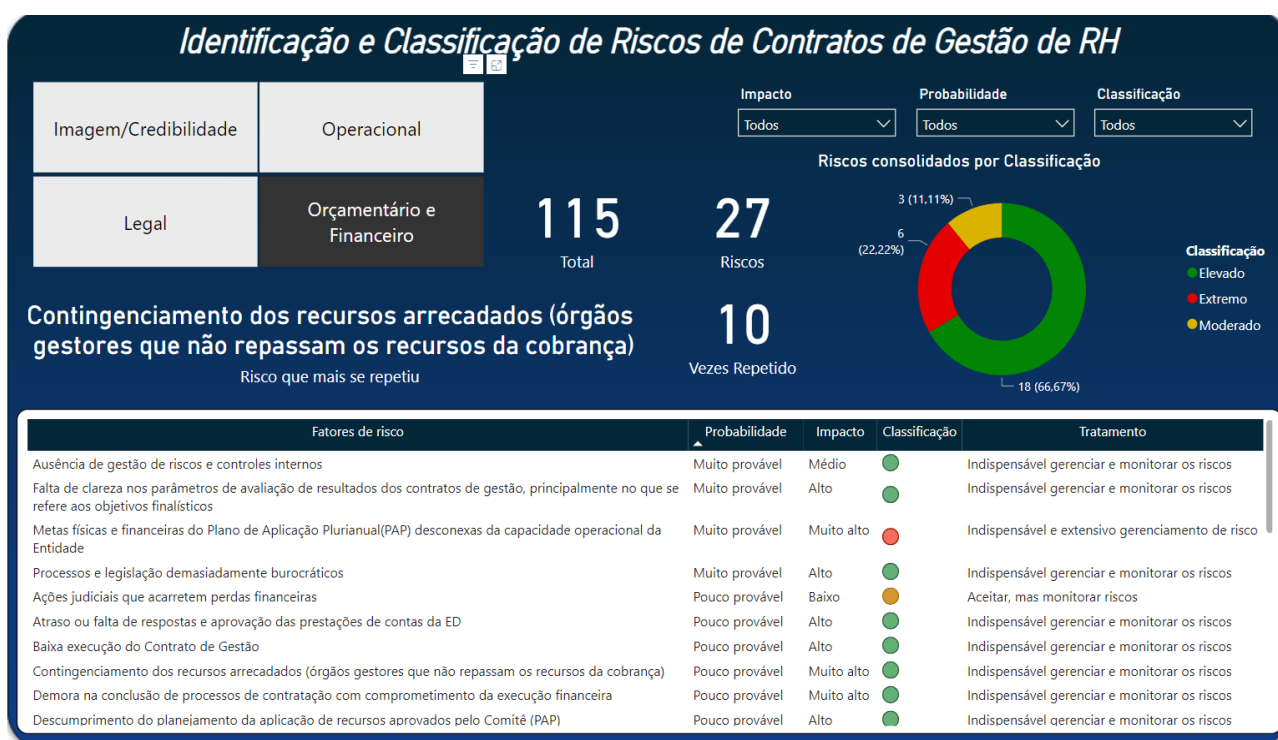 Identificação e Classificação de Riscos de Contratos de Gestão de RH
Imagem/Credibilidade
Operacional
Legal
Orçamentário e
Financeiro
115
Total
27
Riscos
Impacto
Todos
Probabilidade
Todos
Classificação
Todos
Riscos consolidados por Classificação
3 (11,11%)
6
(22,22%)
18 (66,67%)
Classificação
Elevado
Extremo
Moderado
Contingenciamento dos recursos arrecadados (órgãos
gestores que não repassam os recursos da cobrança)
Risco que mais se repetiu
10
Vezes Repetido
Fatores de risco Probabilidade Impacto Classificação Tratamento
Ausência de gestão de riscos e controles internos Muito provável Médio Indispensável gerenciar e monitorar os riscos
Falta de clareza nos parâmetros de avaliação de resultados dos contratos de gestão, principalmente no que se Muito provável Alto Indispensável gerenciar e monitorar os riscos
refere aos objetivos finalísticos
Metas físicas e financeiras do Plano de Aplicação Plurianual(PAP) desconexas da capacidade operacional da Muito provável Muito alto Indispensável e extensivo gerenciamento de risco
Entidade
Processos e legislação demasiadamente burocráticos Muito provável Alto Indispensável gerenciar e monitorar os riscos
Ações judiciais que acarretem perdas financeiras Pouco provável Baixo Aceitar, mas monitorar riscos
Atraso ou falta de respostas e aprovação das prestações de contas da ED Pouco provável Alto Indispensável gerenciar e monitorar os riscos
Baixa execução do Contrato de Gestão Pouco provável Alto Indispensável gerenciar e monitorar os riscos
Contingenciamento dos recursos arrecadados (órgãos gestores que não repassam os recursos da cobrança) Pouco provável Muito alto Indispensável gerenciar e monitorar os riscos
Demora na conclusão de processos de contratação com comprometimento da execução financeira Pouco provável Muito alto Indispensável gerenciar e monitorar os riscos
Descumprimento do planejamento da aplicação de recursos aprovados pelo Comitê (PAP) Pouco provável Alto Indispensável gerenciar e monitorar os riscos